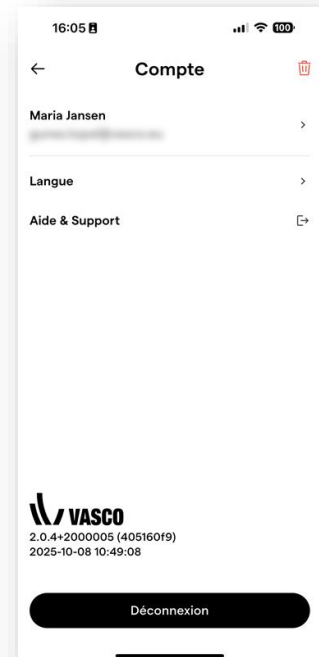 16:05
100
Compte
Maria Jansen
Langue
Aide & Support
VASCO
2.0.4+2000005 (405160f9)
2025-10-08 10:49:08
Déconnexion